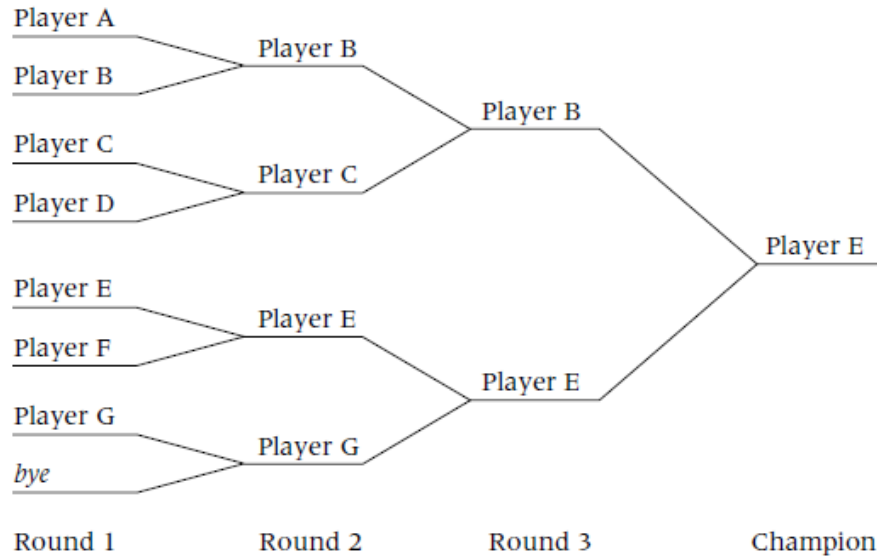 Player A
Player B
Player C
Player D
Player E
Player F
Player G
bye
Player B
Player C
Player E
Player G
Player B
Player E
Player E
Round 1
Round 2
Round 3
Champion